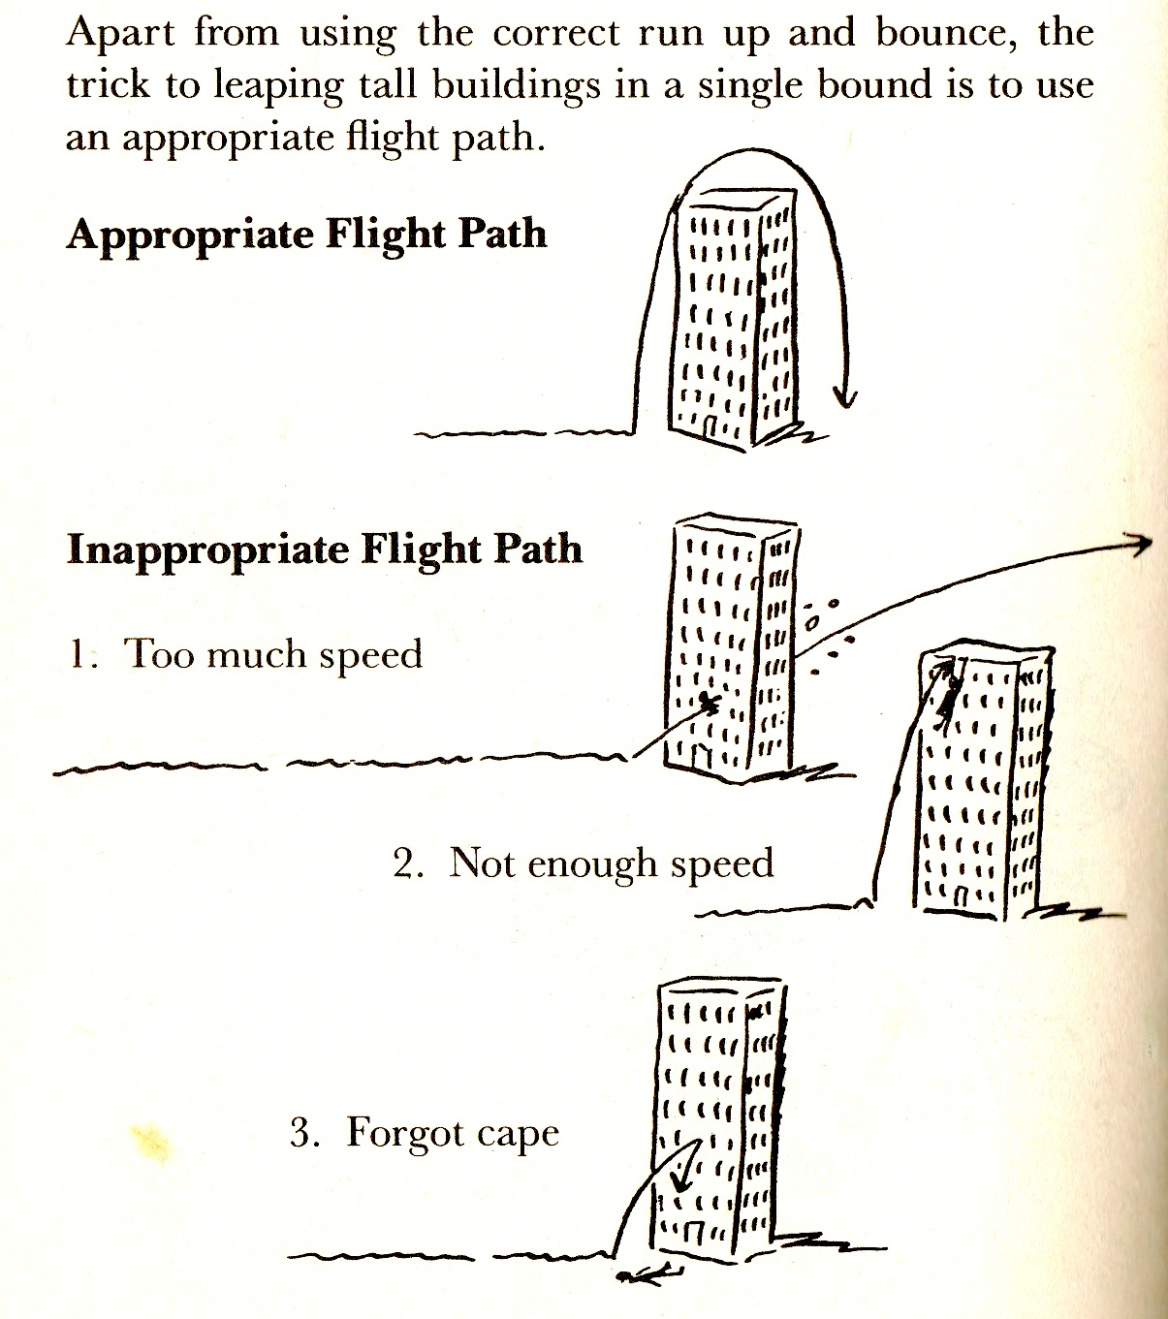 Apart from using the correct run up and bounce, the
trick to leaping tall buildings in a single bound is to use
an appropriate flight path.
Appropriate Flight Path
Inappropriate Flight Path
1. Too much speed
2. Not enough speed
3. Forgot cape